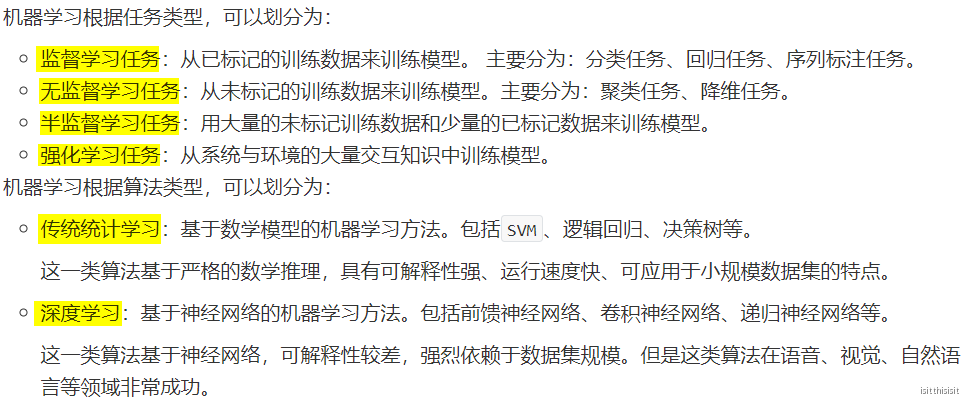 机器学习根据任务类型，可以划分为：
监督学习任务：从已标记的训练数据来训练模型。 主要分为：分类任务、回归任务、序列标注任务。
无监督学习任务：从未标记的训练数据来训练模型。主要分为：聚类任务、降维任务。
半监督学习任务：用大量的未标记训练数据和少量的已标记数据来训练模型。
强化学习任务：从系统与环境的大量交互知识中训练模型。
机器学习根据算法类型，可以划分为：
传统统计学习：基于数学模型的机器学习方法。包括 SVM 、逻辑回归、决策树等。
这一类算法基于严格的数学推理，具有可解释性强、运行速度快、可应用于小规模数据集的特点。
深度学习：基于神经网络的机器学习方法。包括前馈神经网络、卷积神经网络、递归神经网络等。
这一类算法基于神经网络，可解释性较差，强烈依赖于数据集规模。但是这类算法在语音、视觉、自然语
言等领域非常成功。
isitthisisit